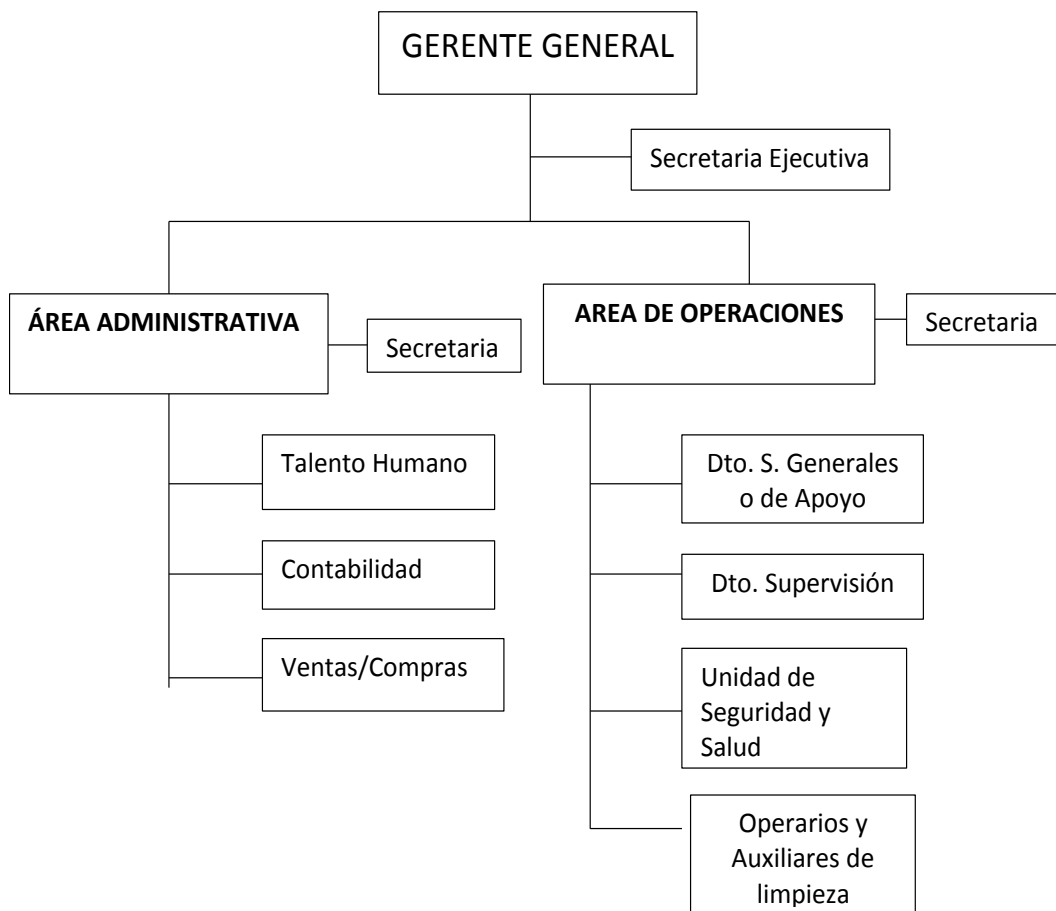 GERENTE GENERAL
Secretaria Ejecutiva
ÁREA ADMINISTRATIVA
Secretaria
AREA DE OPERACIONES
Secretaria
Talento Humano
Contabilidad
Ventas/Compras
Dto. S. Generales
o de Apoyo
Dto. Supervisión
Unidad de
Seguridad y
Salud
Operarios y
Auxiliares de
limpieza